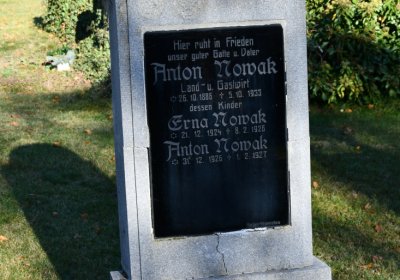 Hier ruht in Frieden
unser guter Gatte u. Vater
Anton Nowak
Land- u. Gastwirt
☆ 26. 10. 1886 ✝ 5. 10. 1933
dessen Kinder
Erna Nowak
☆ 21. 12. 1924 ✝ 8. 2. 1926
Anton Nowak
☆ 31. 12. 1926 ✝ 1. 2. 1927